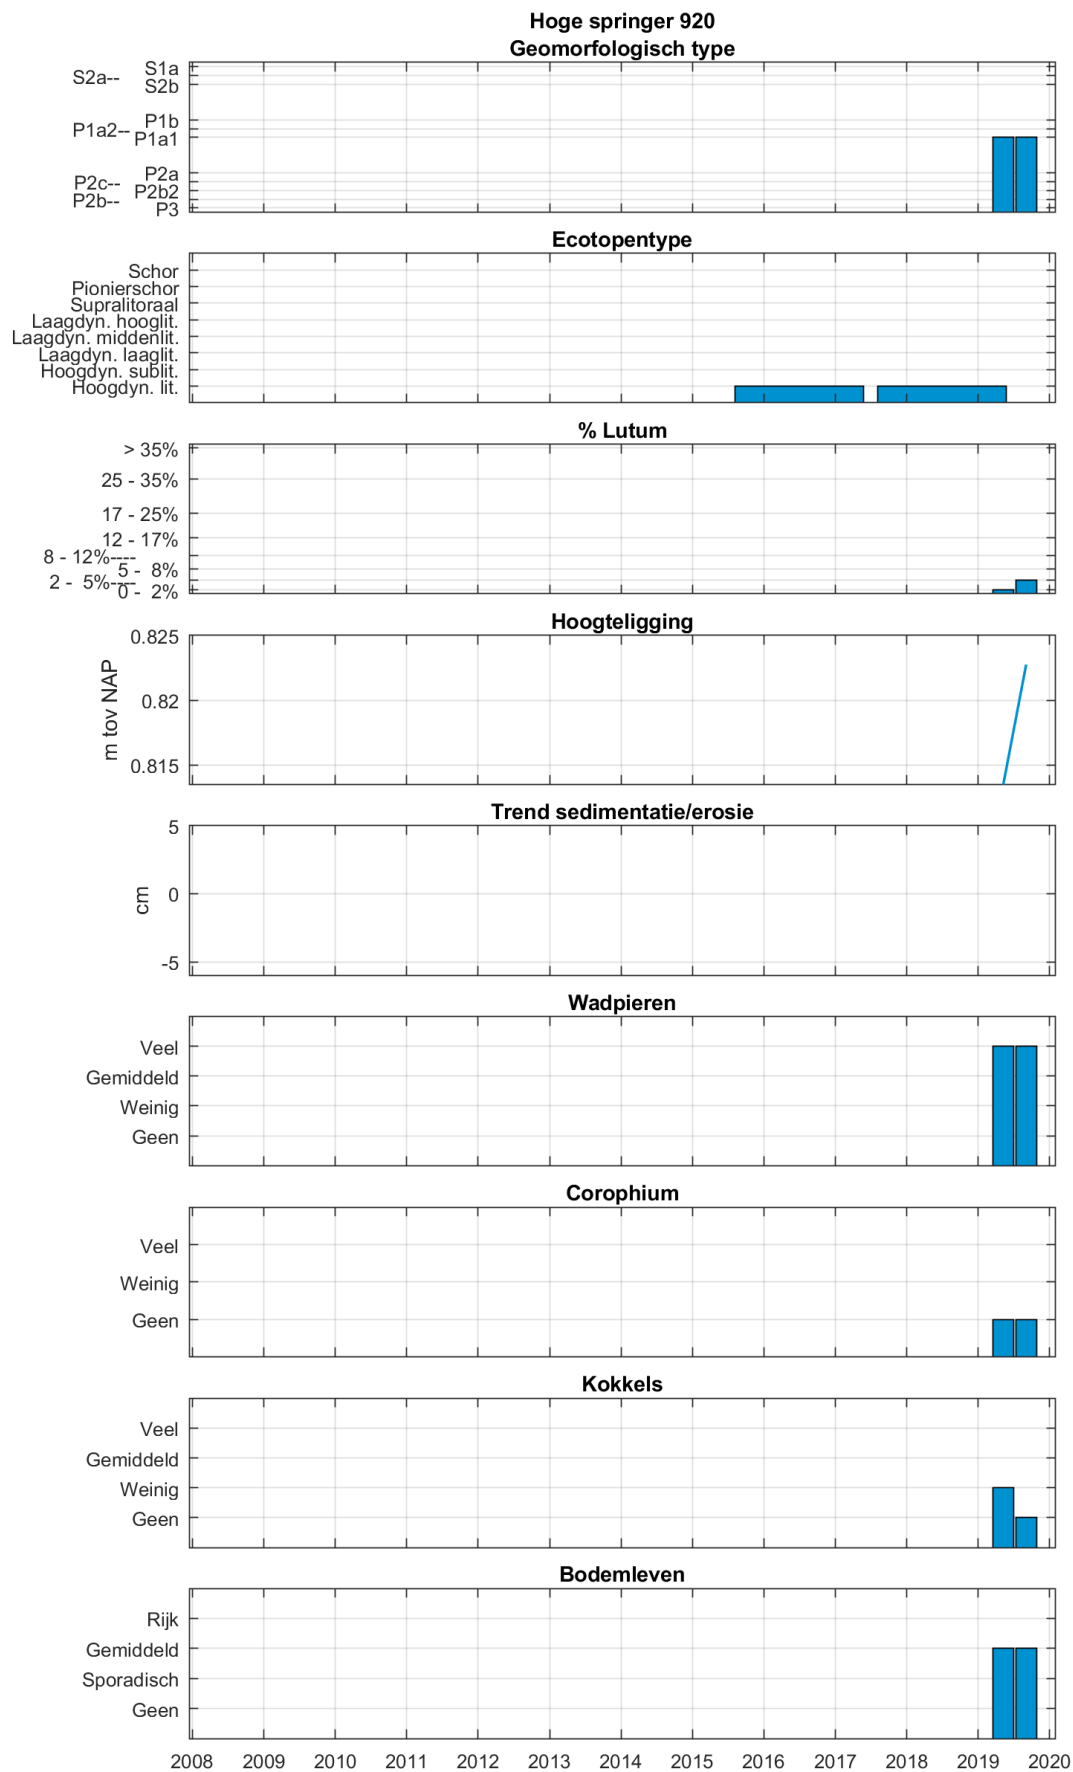 Hoge springer 920
Geomorfologisch type
S1a
S2a--
S2b
P1b
P1a2--
P1a1
P2a
P2c--
P2b2
P2b--
P3
Ecotopentype
Schor
Pionierschor
Supralitoraal
Laagdyn. hooglit.
Laagdyn. middenlit.
Laagdyn. laaglit.
Hoogdyn. sublit.
Hoogdyn. lit.
% Lutum
> 35%
25 - 35%
17 - 25%
12 - 17%
8 - 12%----
5 - 8%
2 - 5%----
0 - 2%
Hoogteligging
m tov NAP
0.825
0.82
0.815
Trend sedimentatie/erosie
cm
5
0
-5
Wadpieren
Veel
Gemiddeld
Weinig
Geen
Corophium
Veel
Weinig
Geen
Kokkels
Veel
Gemiddeld
Weinig
Geen
Bodemleven
Rijk
Gemiddeld
Sporadisch
Geen
2008 2009 2010 2011 2012 2013 2014 2015 2016 2017 2018 2019 2020